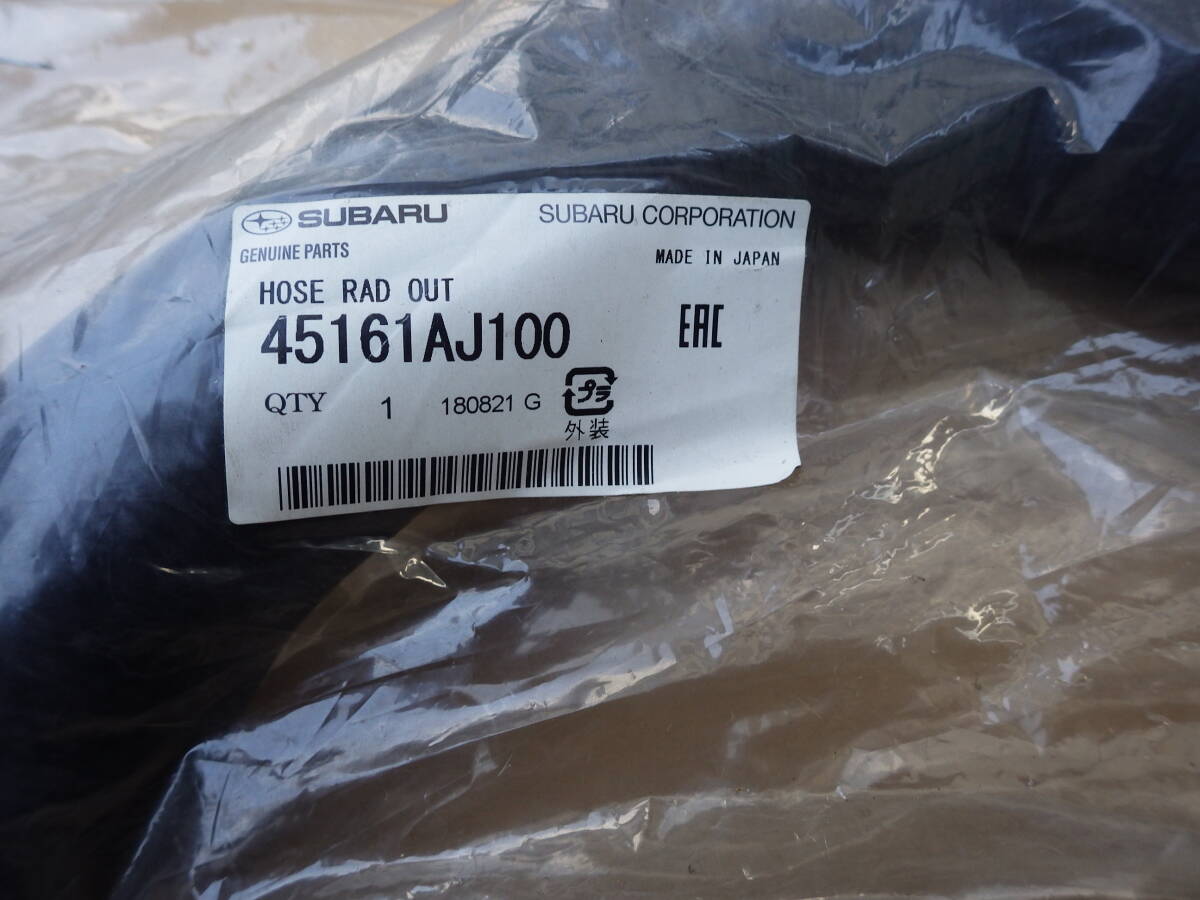 SUBARU SUBARU CORPORATION
GENUINE PARTS MADE IN JAPAN
HOSE RAD OUT
45161AJ100 EAC
QTY 1 180821 G プラ
外装